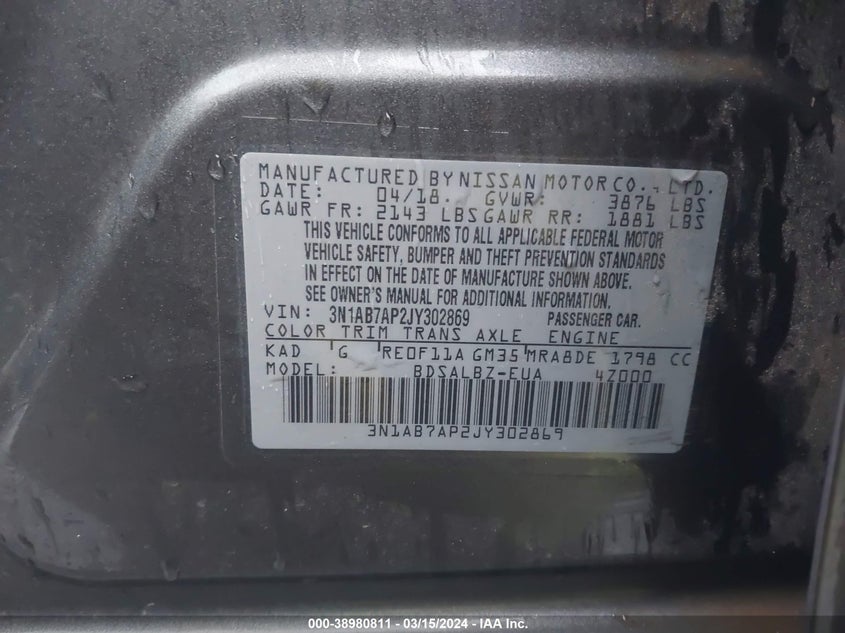 MANUFACTURED BY NISSAN MOTOR CO., LTD.
DATE: 04/18 GVWR: 3876 LBS
GAWR FR: 2143 LBS GAWR RR: 1881 LBS
THIS VEHICLE CONFORMS TO ALL APPLICABLE FEDERAL MOTOR
VEHICLE SAFETY, BUMPER AND THEFT PREVENTION STANDARDS
IN EFFECT ON THE DATE OF MANUFACTURE SHOWN ABOVE.
SEE OWNER'S MANUAL FOR ADDITIONAL INFORMATION.
VIN: 3N1AB7AP2JY302869 PASSENGER CAR.
COLOR TRIM TRANS AXLE ENGINE
KAD G RE0F11A GM35 MRA8DE 1798 CC
MODEL: BDSALBZ-EUA 4Z000
3N1AB7AP2JY302869
000-38980811 - 03/15/2024 - IAA Inc.